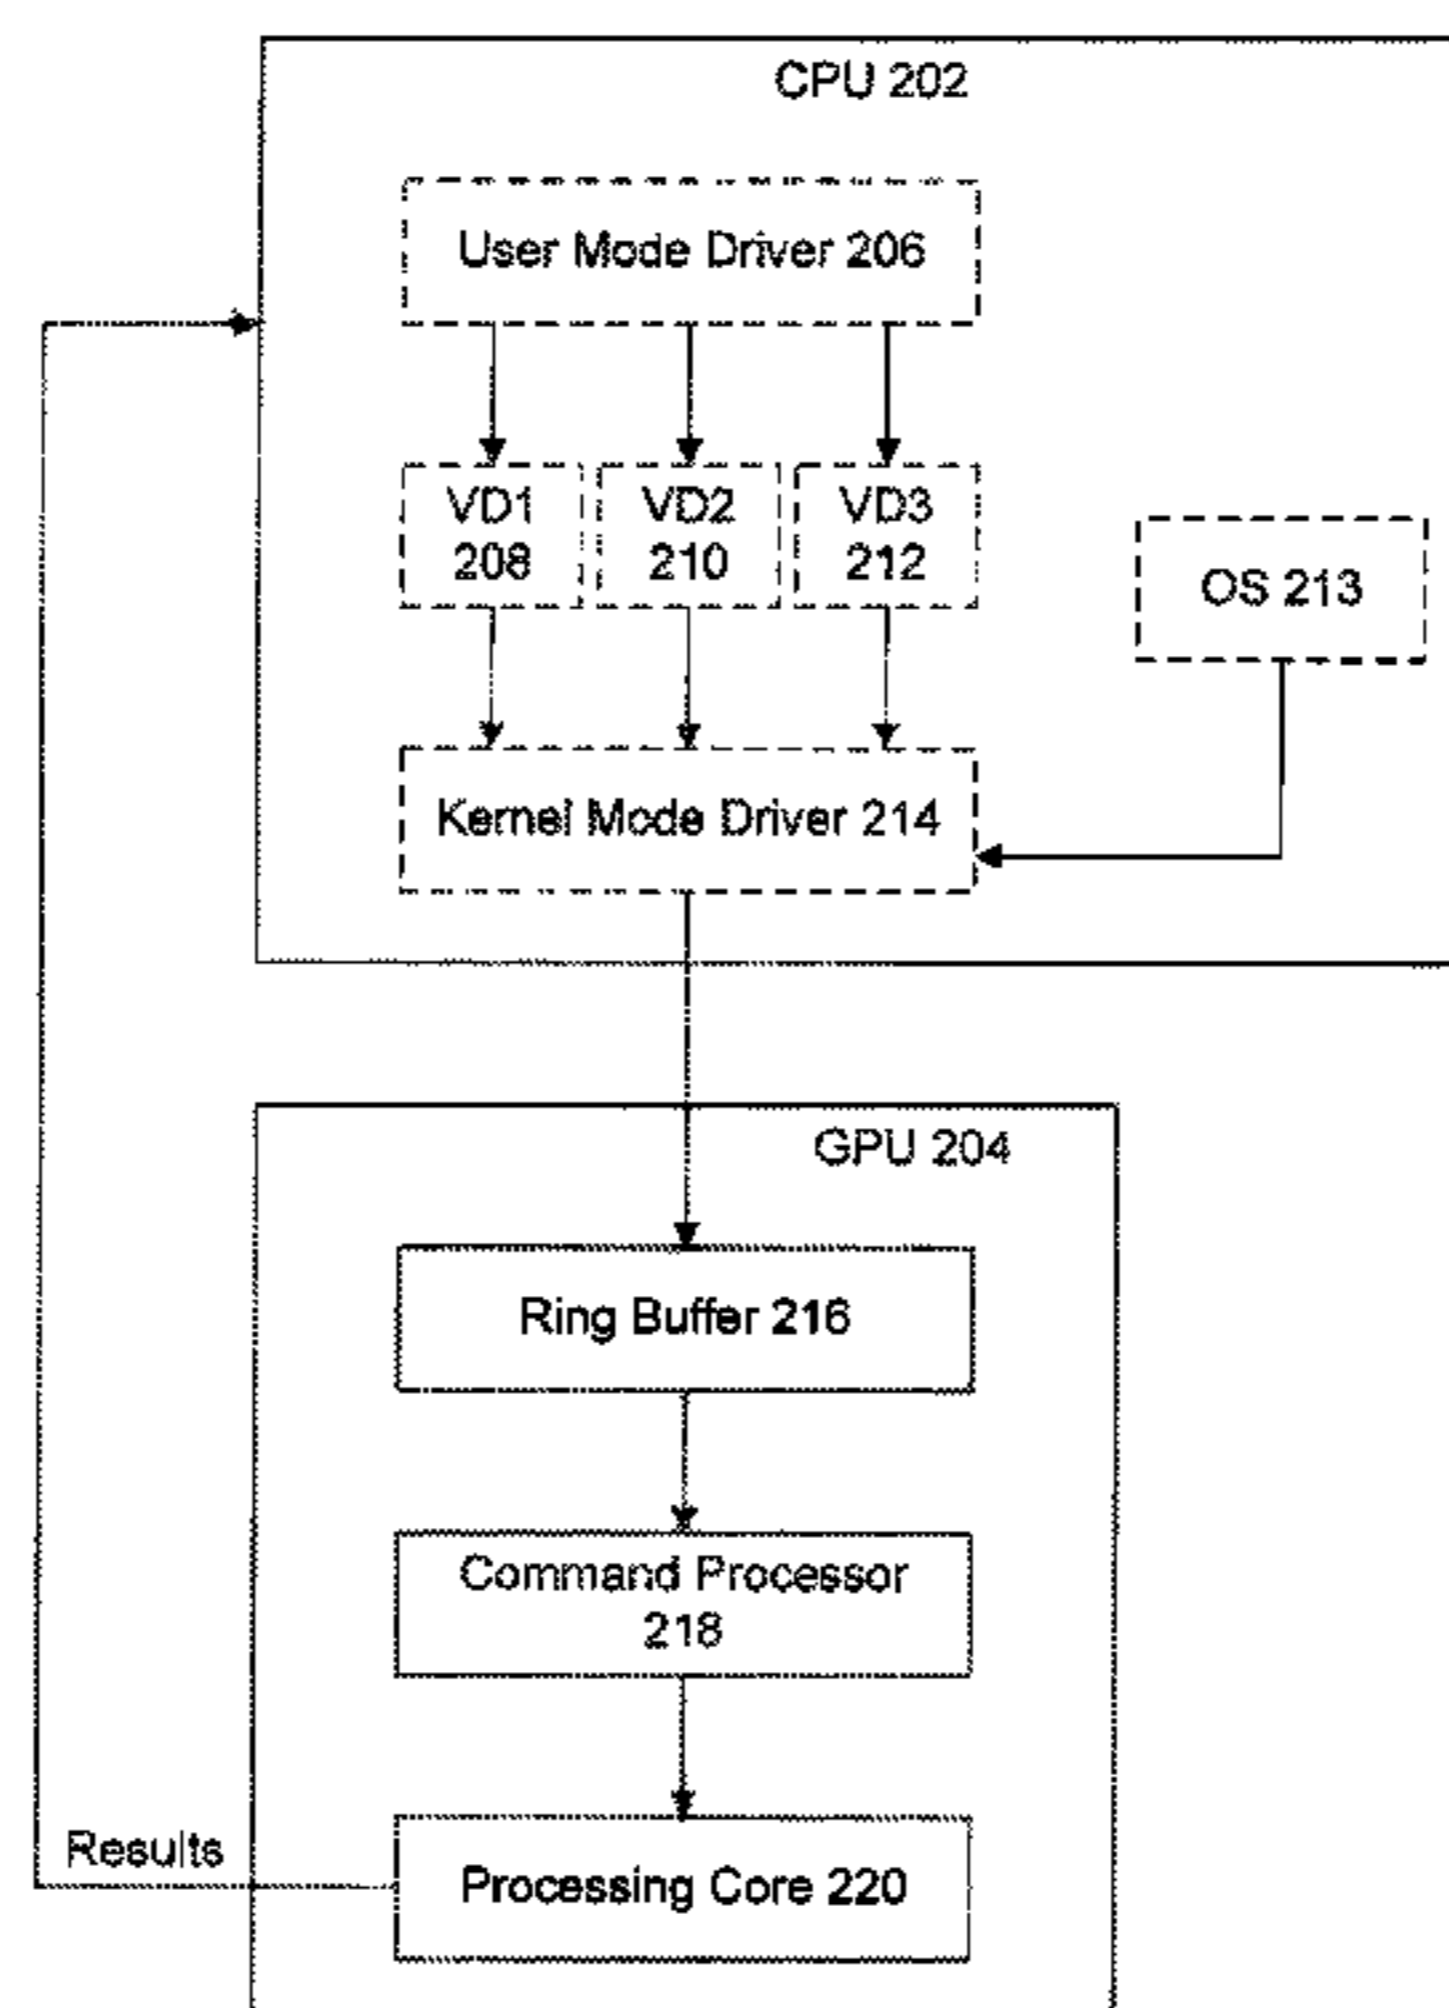 CPU 202
User Mode Driver 206
VD1
208
VD2
210
VD3
212
OS 213
Kernel Mode Driver 214
GPU 204
Ring Buffer 216
Command Processor
218
Results
Processing Core 220